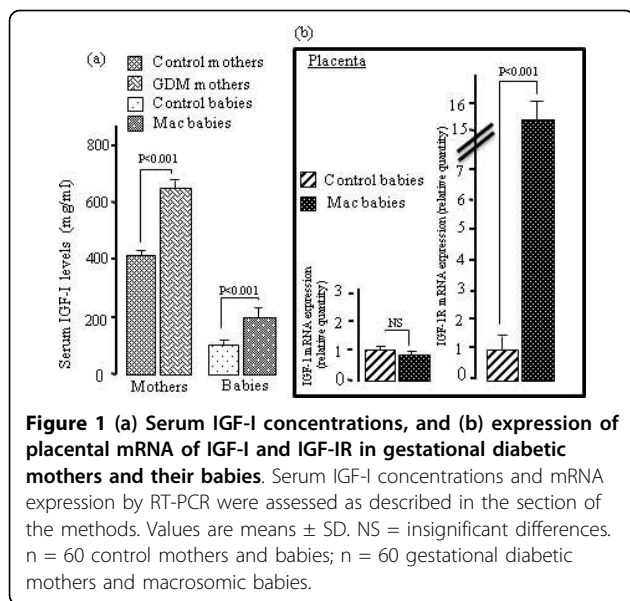 (a)
Control mothers
GDM mothers
Control babies
Mac babies
Serum IGF-I levels (mg/ml)
800
600
400
200
0
P<0.001
P<0.001
Mothers
Babies
(b)
Placenta
Control babies
Mac babies
IGF-1 mRNA expression
(relative quantity)
3
2
1
0
NS
IGF-1R mRNA expression (relative quantity)
16
15
7
6
5
4
3
2
1
0
P<0.001
Figure 1 (a) Serum IGF-I concentrations, and (b) expression of
placental mRNA of IGF-I and IGF-IR in gestational diabetic
mothers and their babies. Serum IGF-I concentrations and mRNA
expression by RT-PCR were assessed as described in the section of
the methods. Values are means ± SD. NS = insignificant differences.
n = 60 control mothers and babies; n = 60 gestational diabetic
mothers and macrosomic babies.